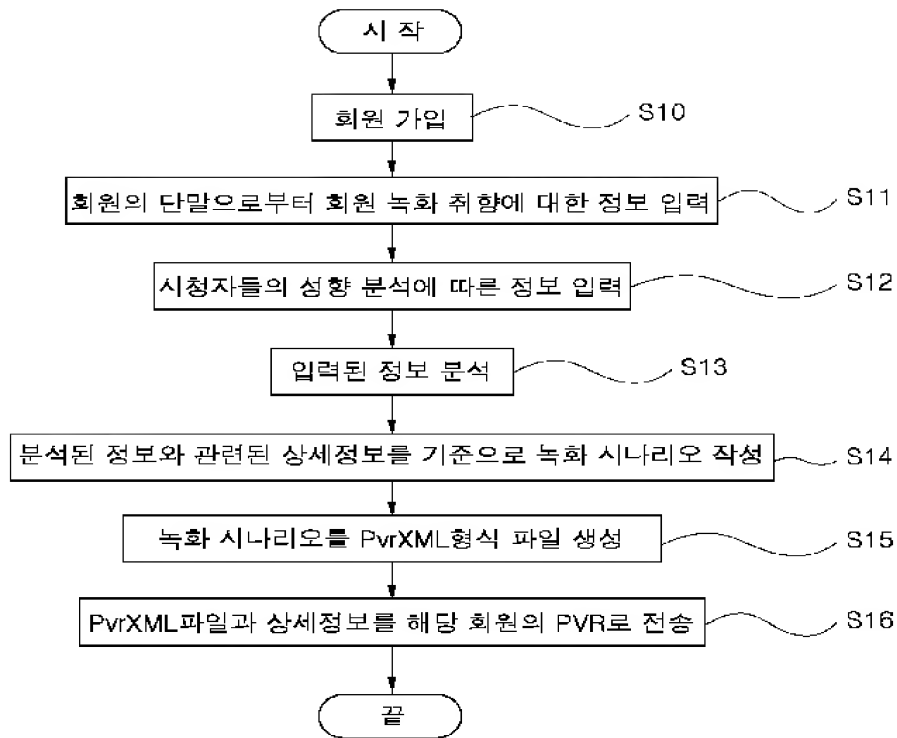 시 작
회원 가입
S10
회원의 단말으로부터 회원 녹화 취향에 대한 정보 입력
S11
시청자들의 성향 분석에 따른 정보 입력
S12
입력된 정보 분석
S13
분석된 정보와 관련된 상세정보를 기준으로 녹화 시나리오 작성
S14
녹화 시나리오를 PvrXML형식 파일 생성
S15
PvrXML파일과 상세정보를 해당 회원의 PVR로 전송
S16
끝